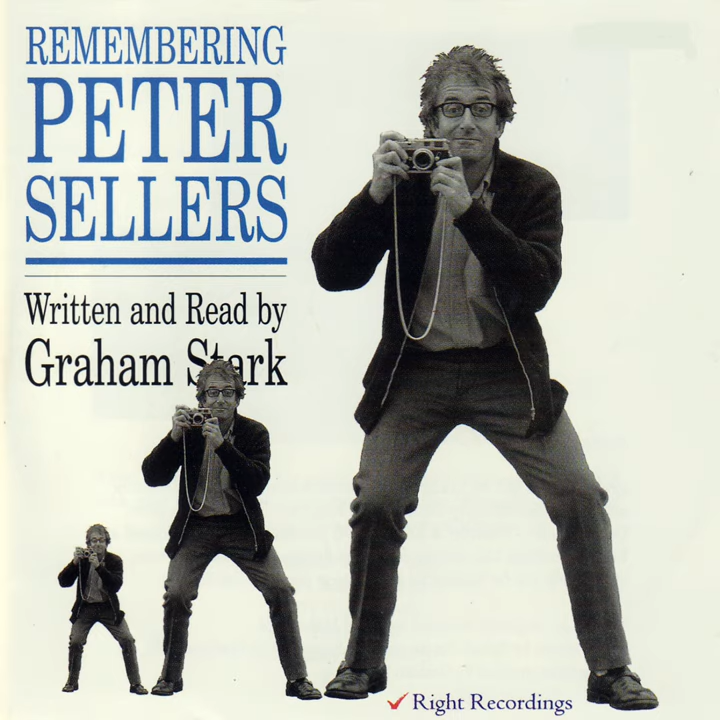 REMEMBERING
PETER
SELLERS
Written and Read by
Graham Stark
Right Recordings